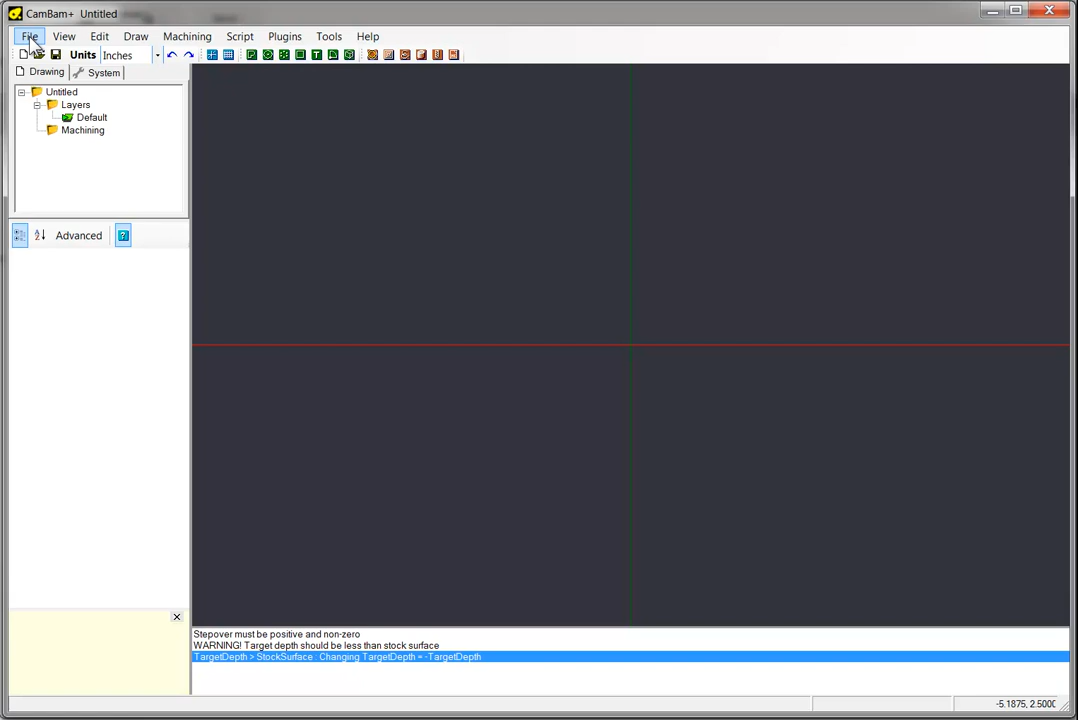 CamBam+ Untitled
File View Edit Draw Machining Script Plugins Tools Help
Units Inches
Drawing System
Untitled
Layers
Default
Machining
Advanced
Stepover must be positive and non-zero
WARNING! Target depth should be less than stock surface
TargetDepth > StockSurface : Changing TargetDepth = -TargetDepth
-5.1875, 2.5000